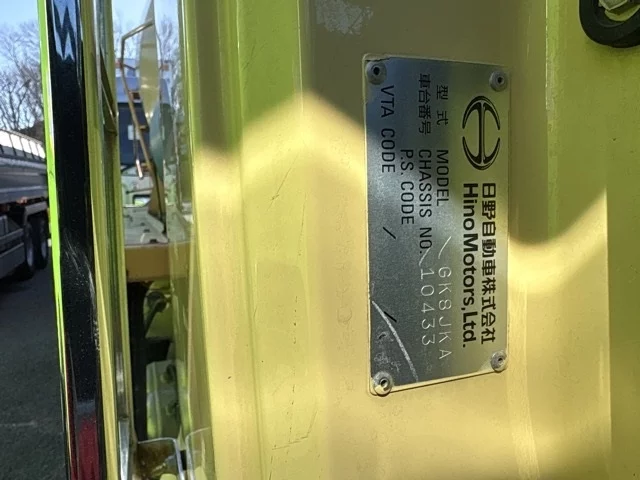 日野自動車株式会社
Hino Motors, Ltd.
型式 MODEL \GK8JKA
車台番号 CHASSIS NO.\10433
P.S. CODE
VTA CODE / /